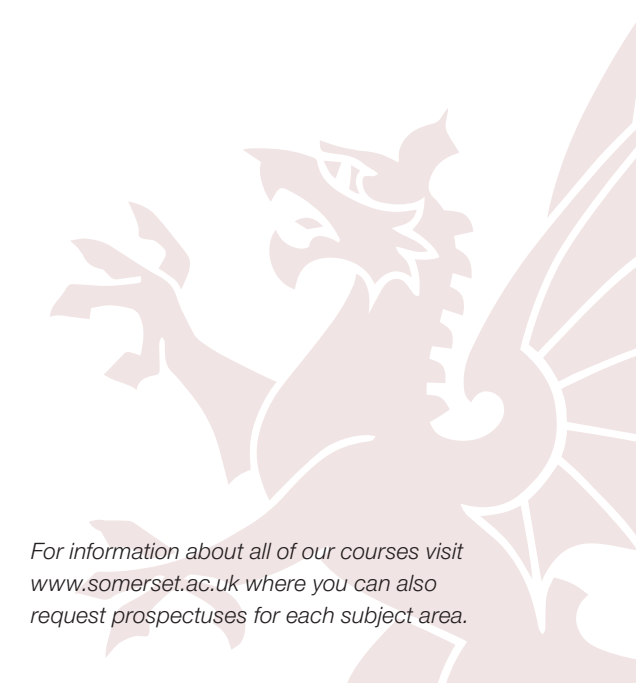 For information about all of our courses visit
www.somerset.ac.uk where you can also
request prospectuses for each subject area.